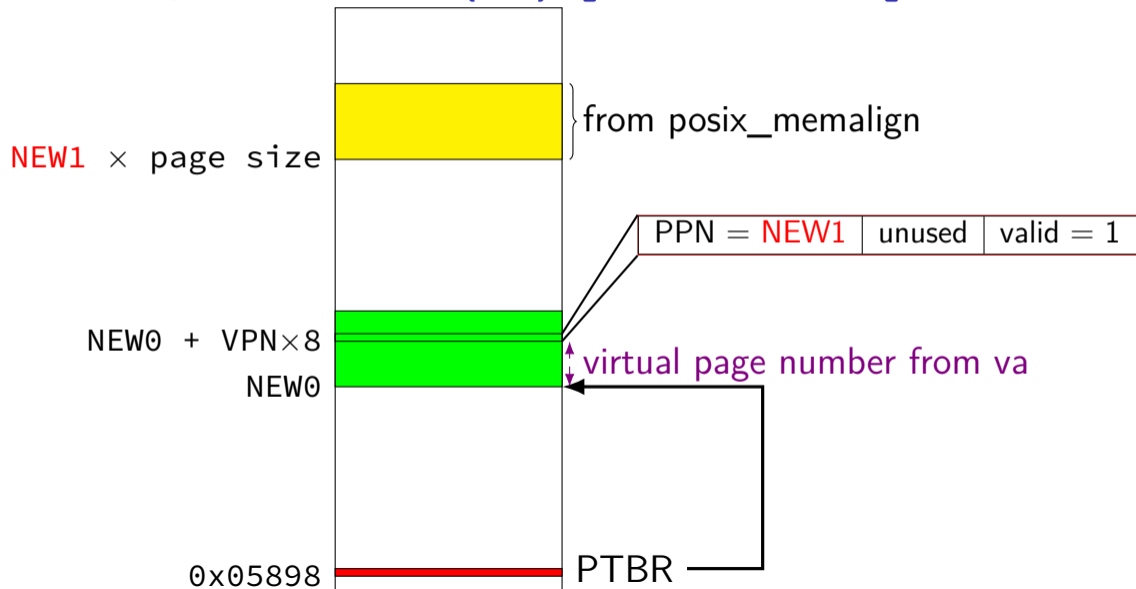 from posix_memalign
NEW1 × page size
PPN = NEW1 unused valid = 1
NEW0 + VPN×8
virtual page number from va
NEW0
PTBR
0x05898